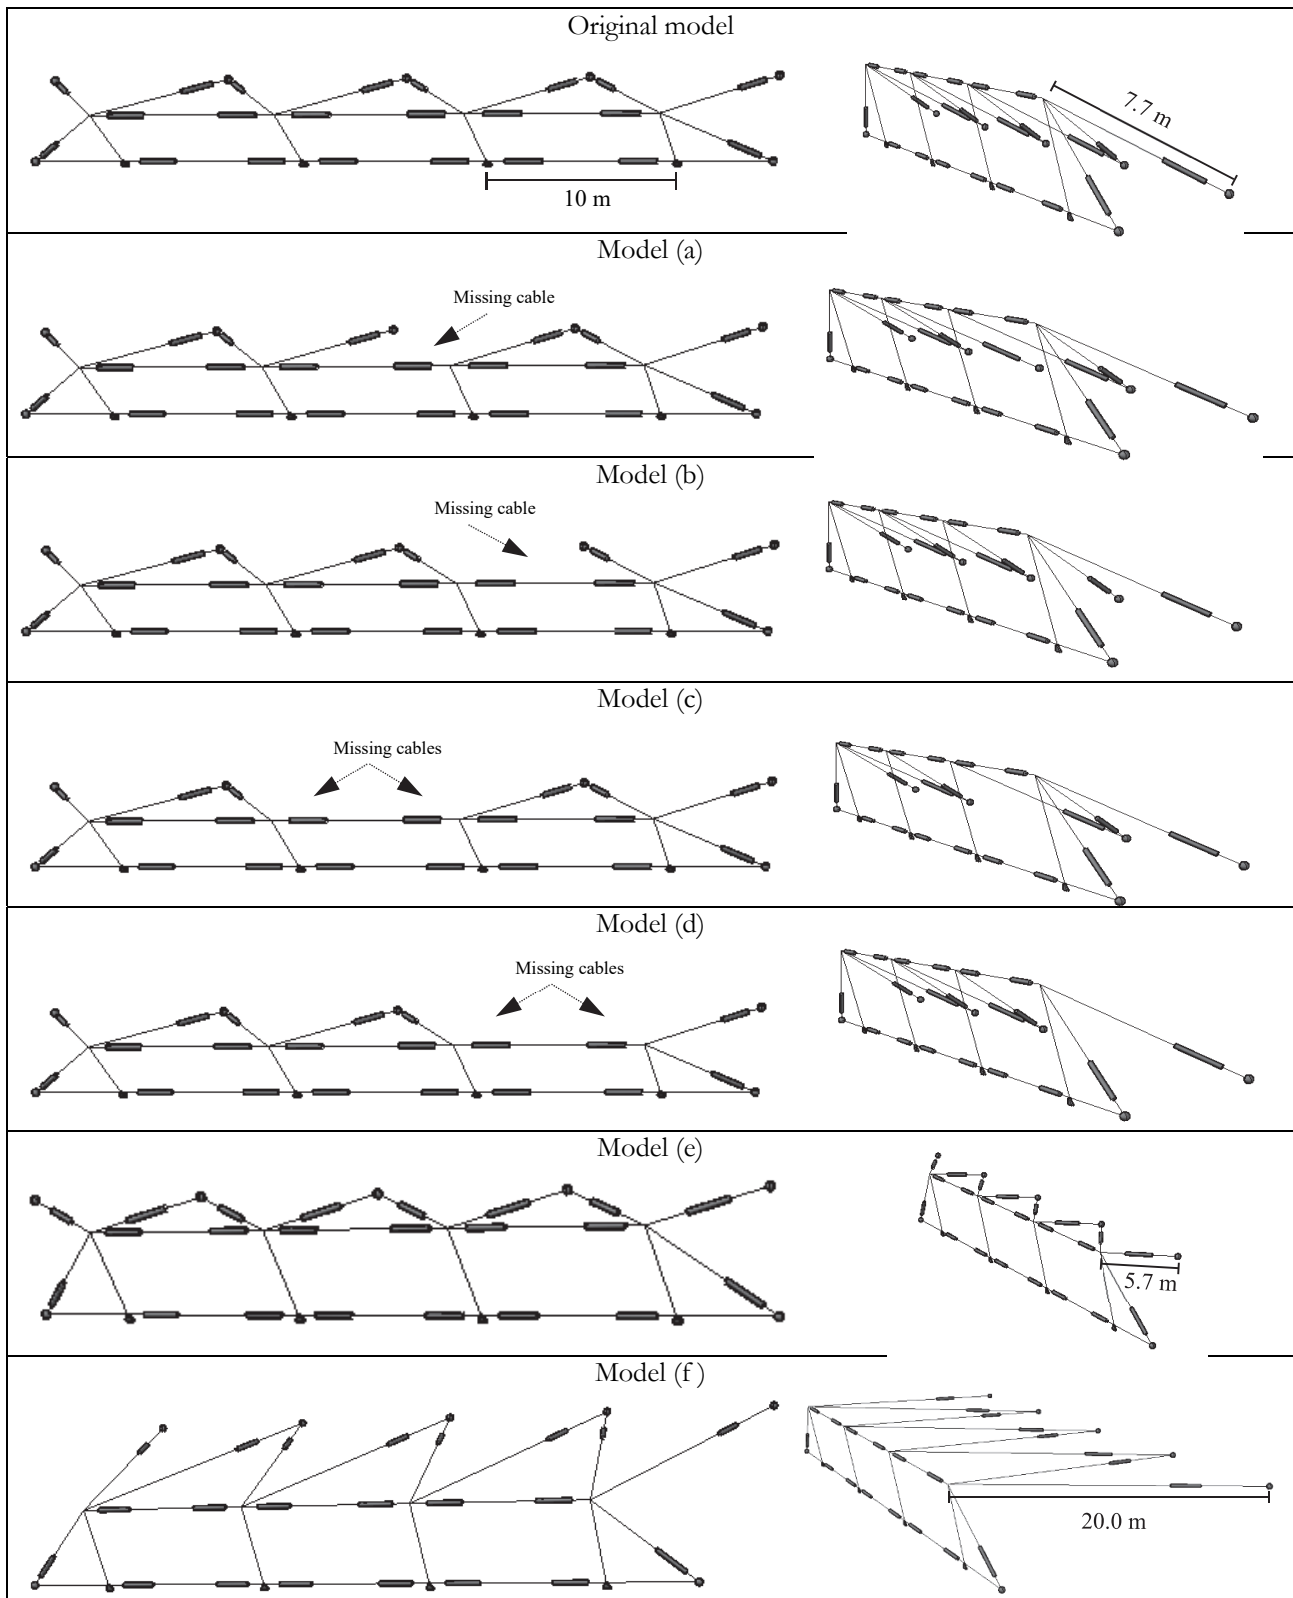 Original model
7.7 m
10 m
Model (a)
Missing cable
Model (b)
Missing cable
Model (c)
Missing cables
Model (d)
Missing cables
Model (e)
5.7 m
Model (f )
20.0 m